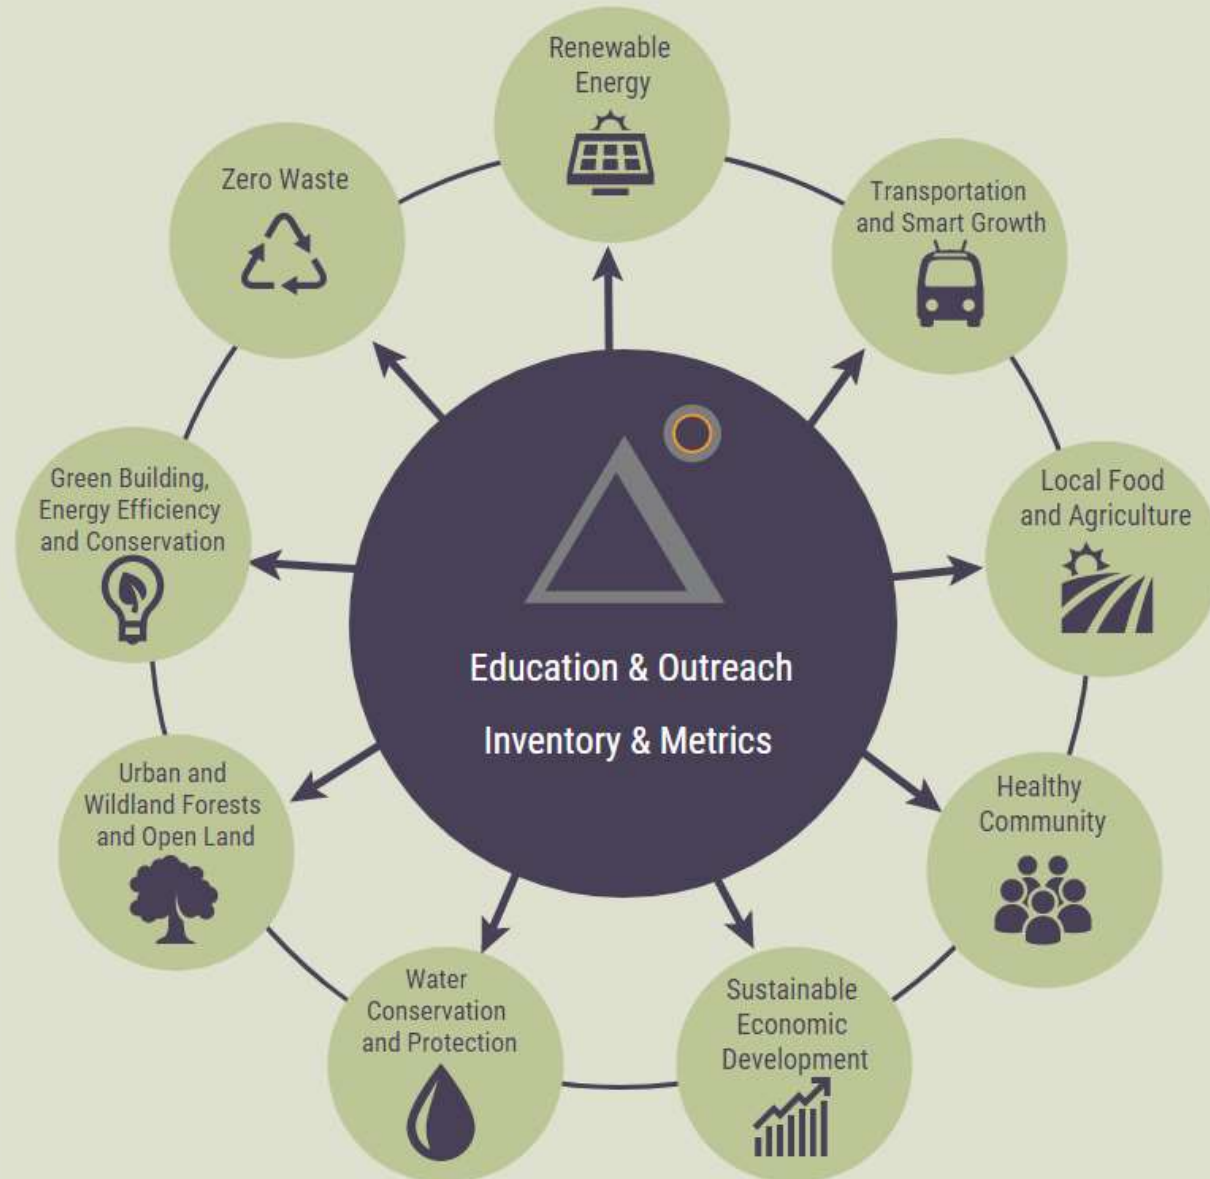 Renewable
Energy
Transportation
and Smart Growth
Local Food
and Agriculture
Healthy
Community
Sustainable
Economic
Development
Water
Conservation
and Protection
Urban and
Wildland Forests
and Open Land
Green Building,
Energy Efficiency
and Conservation
Zero Waste
Education & Outreach
Inventory & Metrics